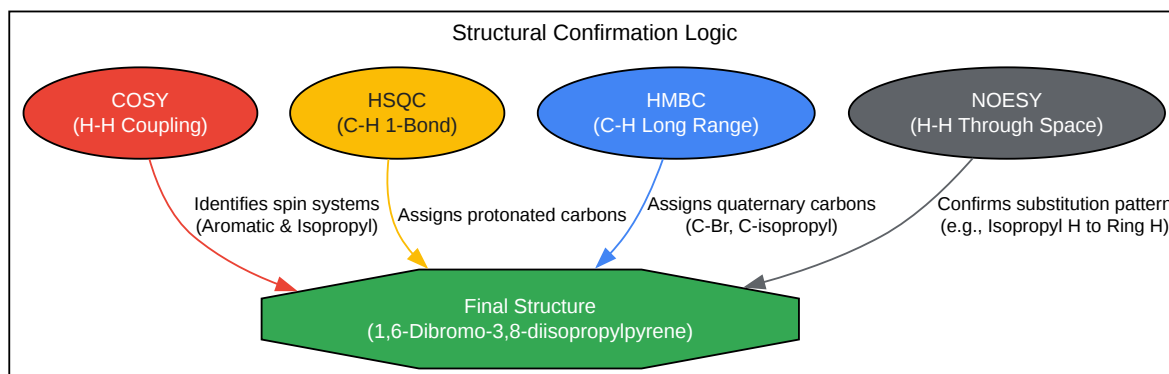 Structural Confirmation Logic
COSY
(H-H Coupling)
HSQC
(C-H 1-Bond)
HMBC
(C-H Long Range)
NOESY
(H-H Through Space)
Identifies spin systems
(Aromatic & Isopropyl)
Assigns protonated carbons
Assigns quaternary carbons
(C-Br, C-isopropyl)
Confirms substitution pattern
(e.g., Isopropyl H to Ring H)
Final Structure
(1,6-Dibromo-3,8-diisopropylpyrene)